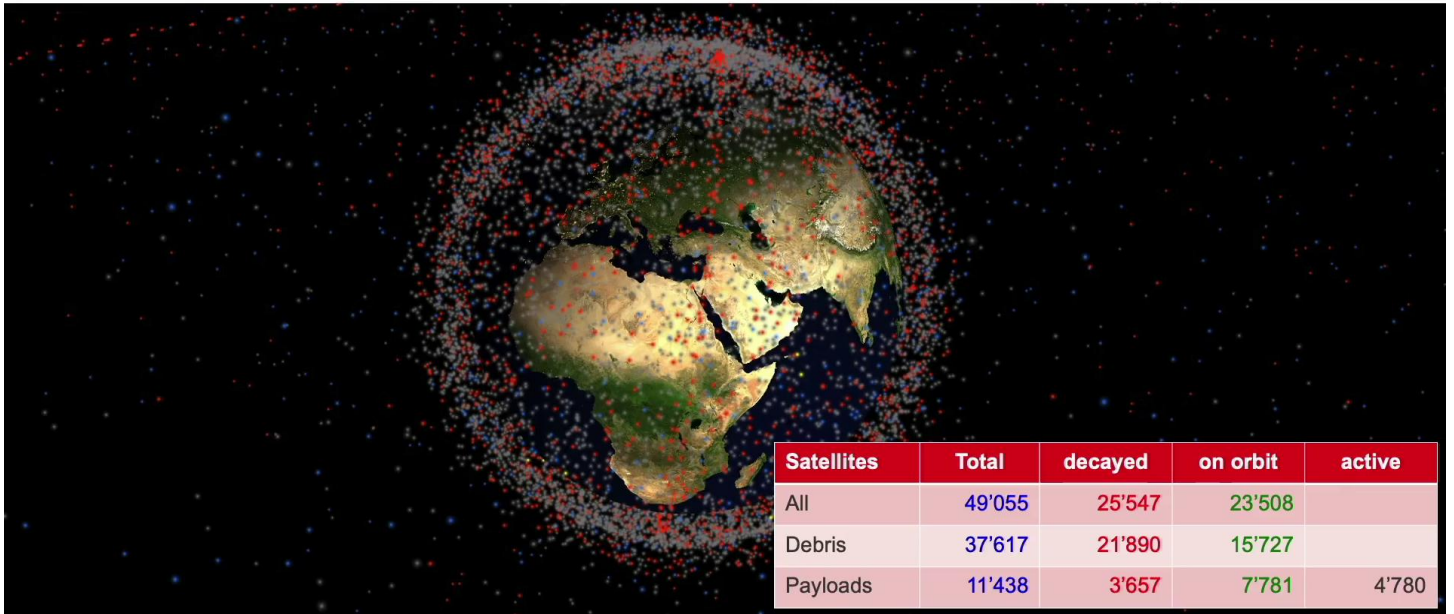 Satellites Total decayed on orbit active
All 49’055 25’547 23’508
Debris 37’617 21’890 15’727
Payloads 11’438 3’657 7’781 4’780